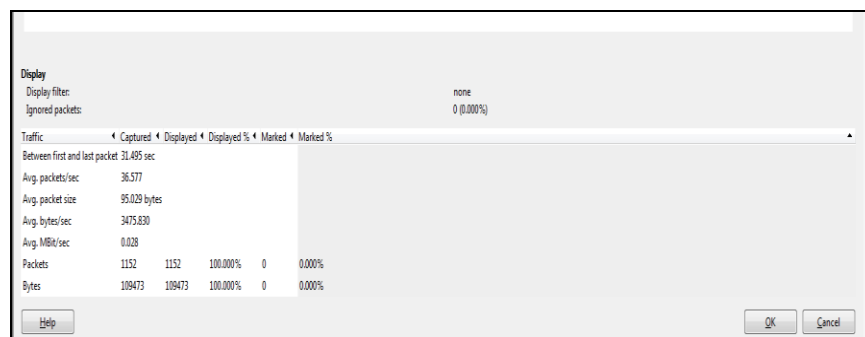 Display
Display filter: none
Ignored packets: 0 (0.000%)
Traffic Captured Displayed Displayed % Marked Marked %
Between first and last packet 31.495 sec
Avg. packets/sec 36.577
Avg. packet size 95.029 bytes
Avg. bytes/sec 3475.830
Avg. MBit/sec 0.028
Packets 1152 1152 100.000% 0 0.000%
Bytes 109473 109473 100.000% 0 0.000%
Help OK Cancel